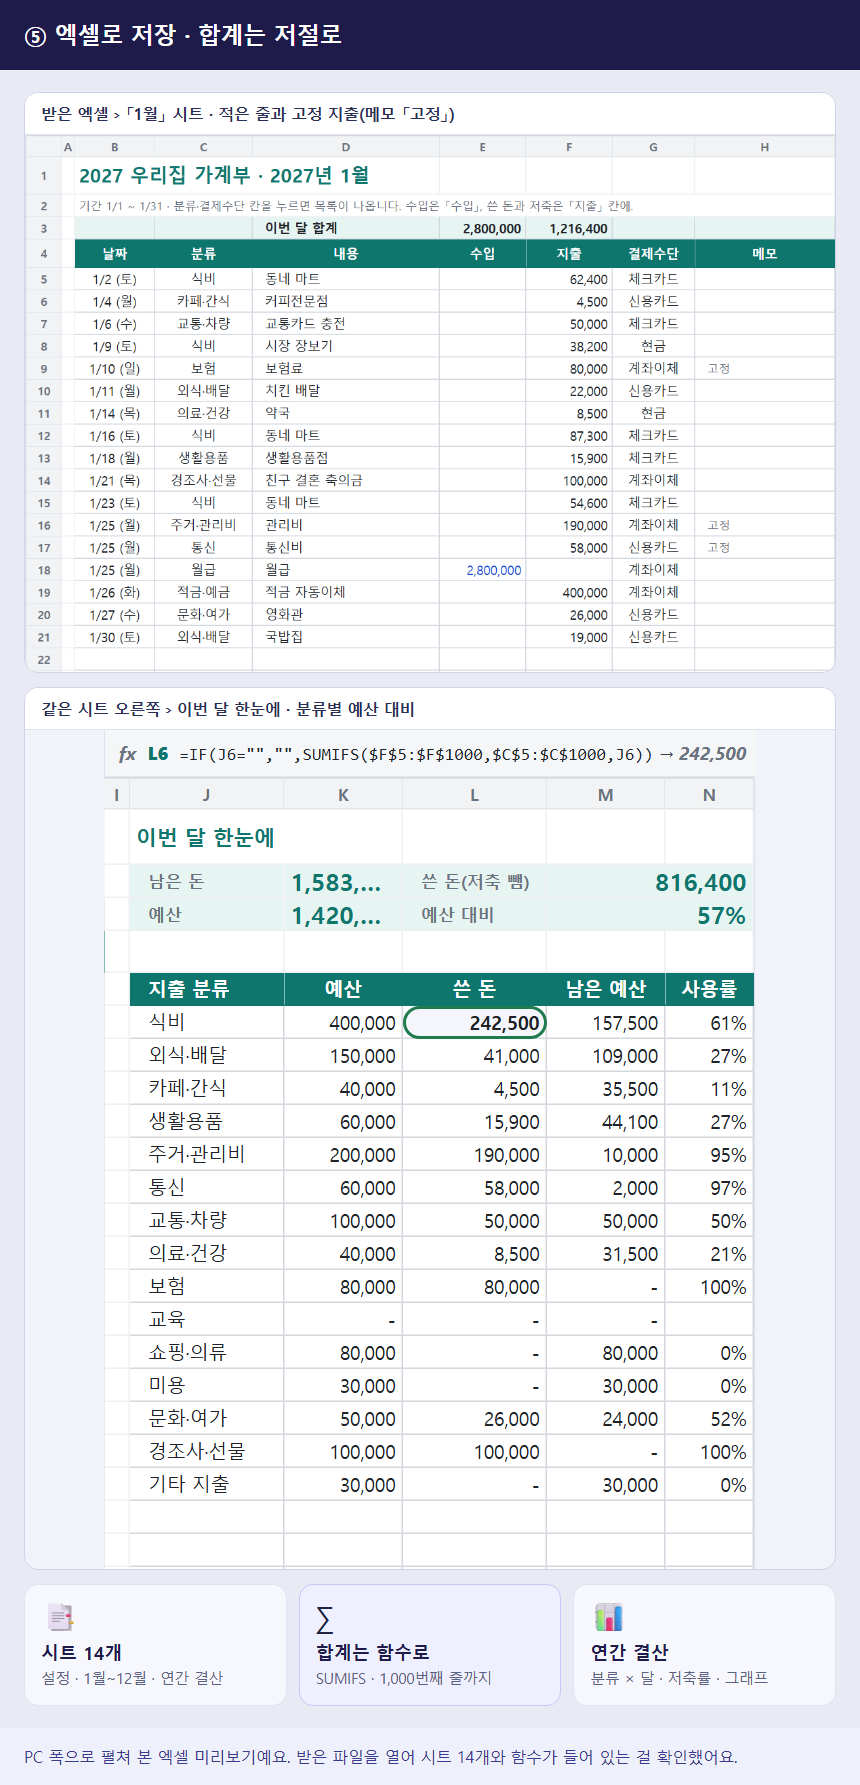 ⑤ 엑셀로 저장 · 합계는 저절로
받은 엑셀 › 「1월」 시트 · 적은 줄과 고정 지출(메모 「고정」)
A B C D E F G H
1 2027 우리집 가계부 · 2027년 1월
2 기간 1/1 ~ 1/31 · 분류·결제수단 칸을 누르면 목록이 나옵니다. 수입은 「수입」, 쓴 돈과 저축은 「지출」 칸에.
3 이번 달 합계 2,800,000 1,216,400
4 날짜 분류 내용 수입 지출 결제수단 메모
5 1/2 (토) 식비 동네 마트 62,400 체크카드
6 1/4 (월) 카페·간식 커피전문점 4,500 신용카드
7 1/6 (수) 교통·차량 교통카드 충전 50,000 체크카드
8 1/9 (토) 식비 시장 장보기 38,200 현금
9 1/10 (일) 보험 보험료 80,000 계좌이체 고정
10 1/11 (월) 외식·배달 치킨 배달 22,000 신용카드
11 1/14 (목) 의료·건강 약국 8,500 현금
12 1/16 (토) 식비 동네 마트 87,300 체크카드
13 1/18 (월) 생활용품 생활용품점 15,900 체크카드
14 1/21 (목) 경조사·선물 친구 결혼 축의금 100,000 계좌이체
15 1/23 (토) 식비 동네 마트 54,600 체크카드
16 1/25 (월) 주거·관리비 관리비 190,000 계좌이체 고정
17 1/25 (월) 통신 통신비 58,000 신용카드 고정
18 1/25 (월) 월급 월급 2,800,000 계좌이체
19 1/26 (화) 적금·예금 적금 자동이체 400,000 계좌이체
20 1/27 (수) 문화·여가 영화관 26,000 신용카드
21 1/30 (토) 외식·배달 국밥집 19,000 신용카드
22
같은 시트 오른쪽 › 이번 달 한눈에 · 분류별 예산 대비
fx L6 =IF(J6="","",SUMIFS($F$5:$F$1000,$C$5:$C$1000,J6)) → 242,500
I J K L M N
이번 달 한눈에
남은 돈 1,583,... 쓴 돈(저축 뺌) 816,400
예산 1,420,... 예산 대비 57%
지출 분류 예산 쓴 돈 남은 예산 사용률
식비 400,000 242,500 157,500 61%
외식·배달 150,000 41,000 109,000 27%
카페·간식 40,000 4,500 35,500 11%
생활용품 60,000 15,900 44,100 27%
주거·관리비 200,000 190,000 10,000 95%
통신 60,000 58,000 2,000 97%
교통·차량 100,000 50,000 50,000 50%
의료·건강 40,000 8,500 31,500 21%
보험 80,000 80,000 - 100%
교육 - - -
쇼핑·의류 80,000 - 80,000 0%
미용 30,000 - 30,000 0%
문화·여가 50,000 26,000 24,000 52%
경조사·선물 100,000 100,000 - 100%
기타 지출 30,000 - 30,000 0%
시트 14개
설정 · 1월~12월 · 연간 결산
∑
합계는 함수로
SUMIFS · 1,000번째 줄까지
연간 결산
분류 × 달 · 저축률 · 그래프
PC 폭으로 펼쳐 본 엑셀 미리보기예요. 받은 파일을 열어 시트 14개와 함수가 들어 있는 걸 확인했어요.